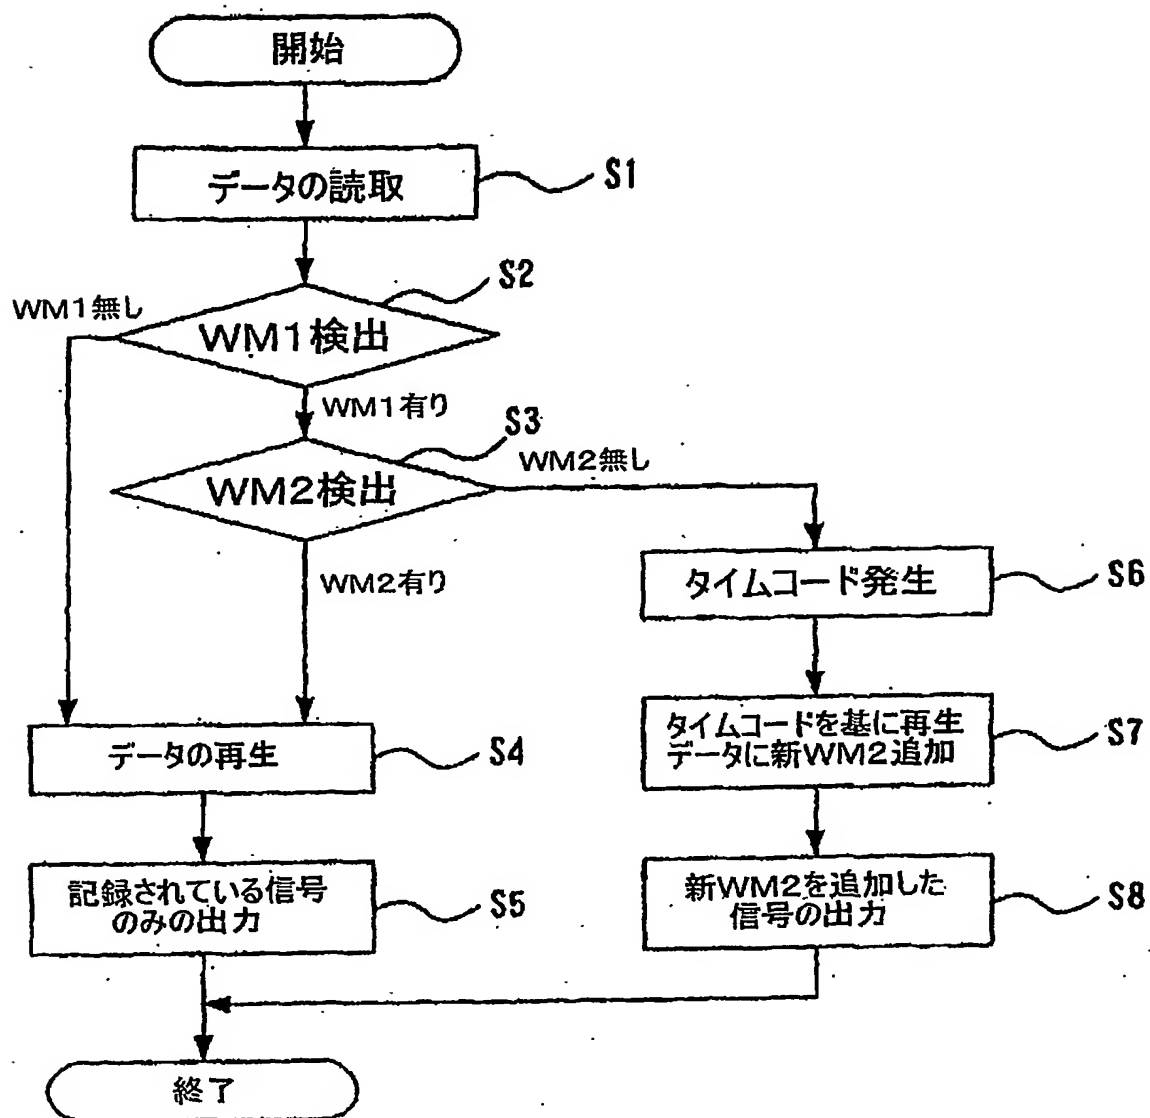 開始
データの読取
S1
S2
WM1無し
WM1検出
WM1有り
S3
WM2無し
WM2検出
WM2有り
タイムコード発生
S6
データの再生
S4
タイムコードを基に再生
データに新WM2追加
S7
記録されている信号
のみの出力
S5
新WM2を追加した
信号の出力
S8
終了